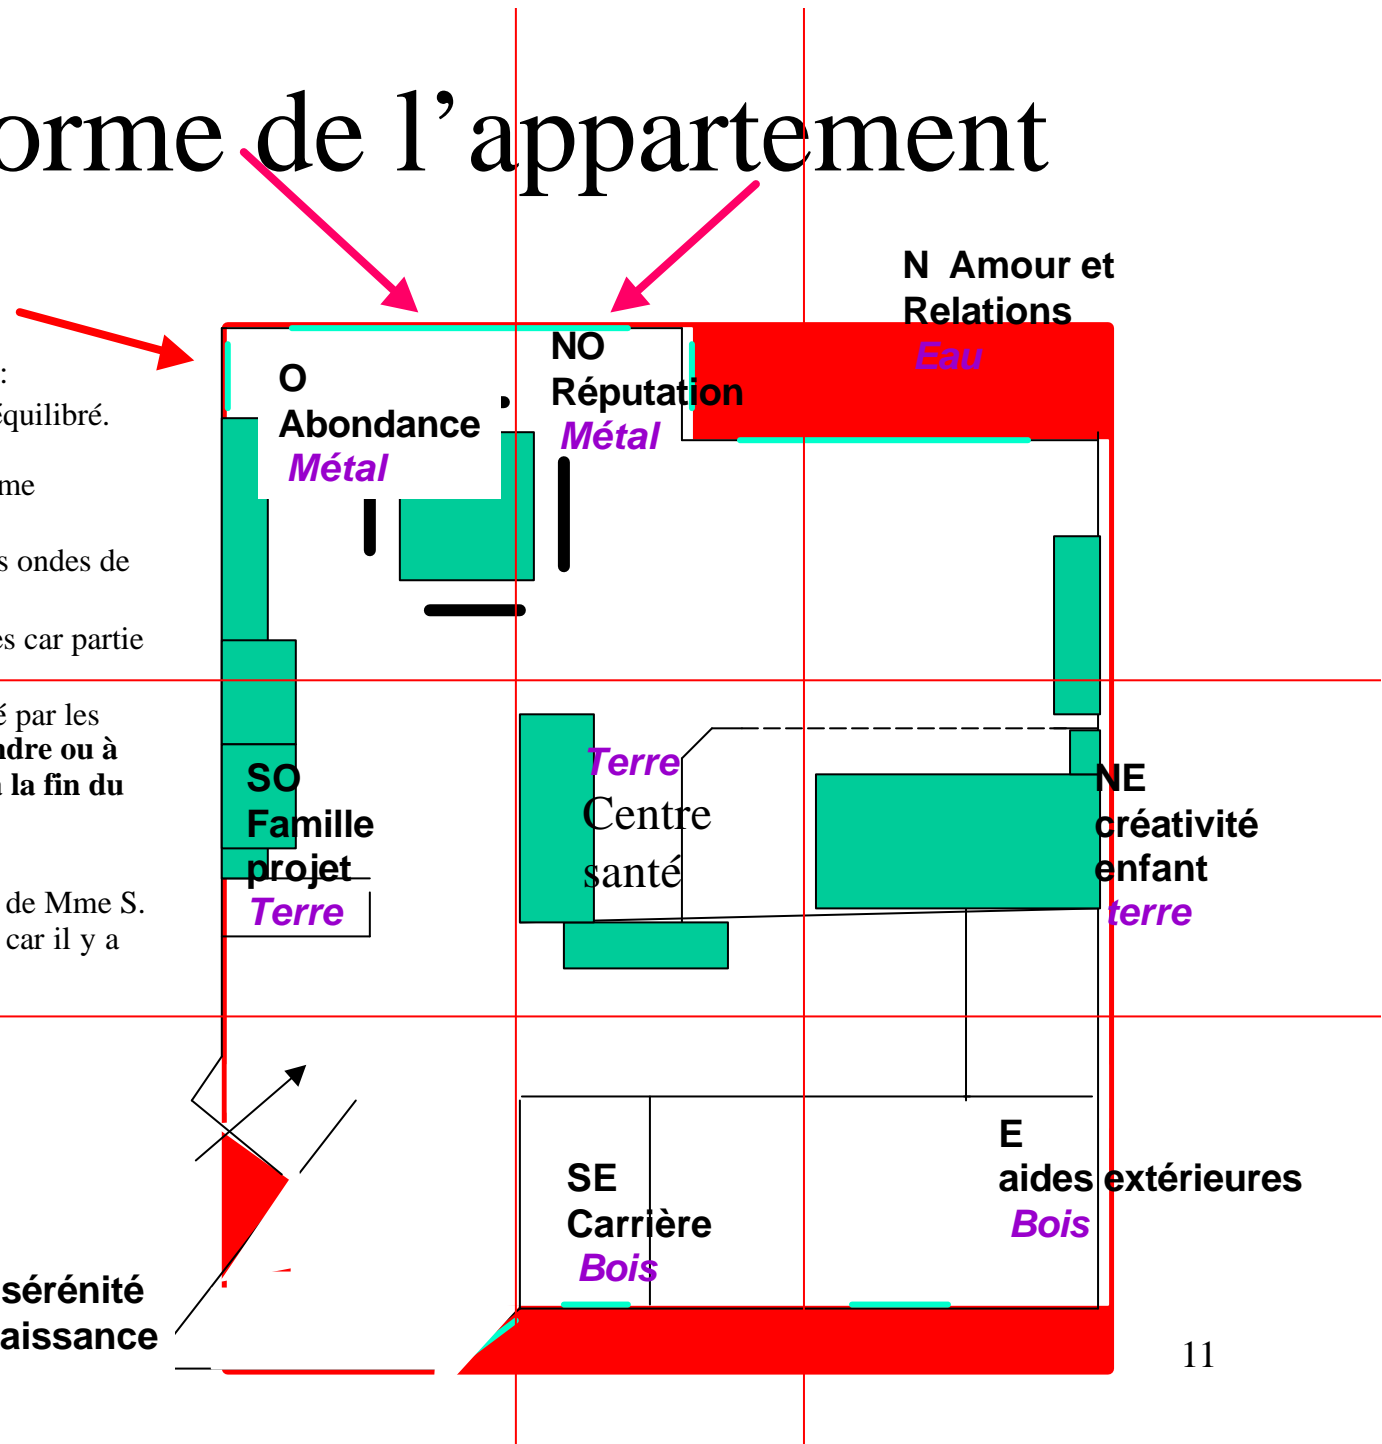 orme de l’appartement
:
équilibré.
me
s ondes de
es car partie
é par les
ndre ou à
à la fin du
de Mme S.
car il y a
N Amour et
Relations
Eau
O
Abondance
Métal
NO
Réputation
Métal
SO
Famille
projet
Terre
Terre
Centre
santé
NE
créativité
enfant
terre
SE
Carrière
Bois
E
aides extérieures
Bois
sérénité
aissance
11